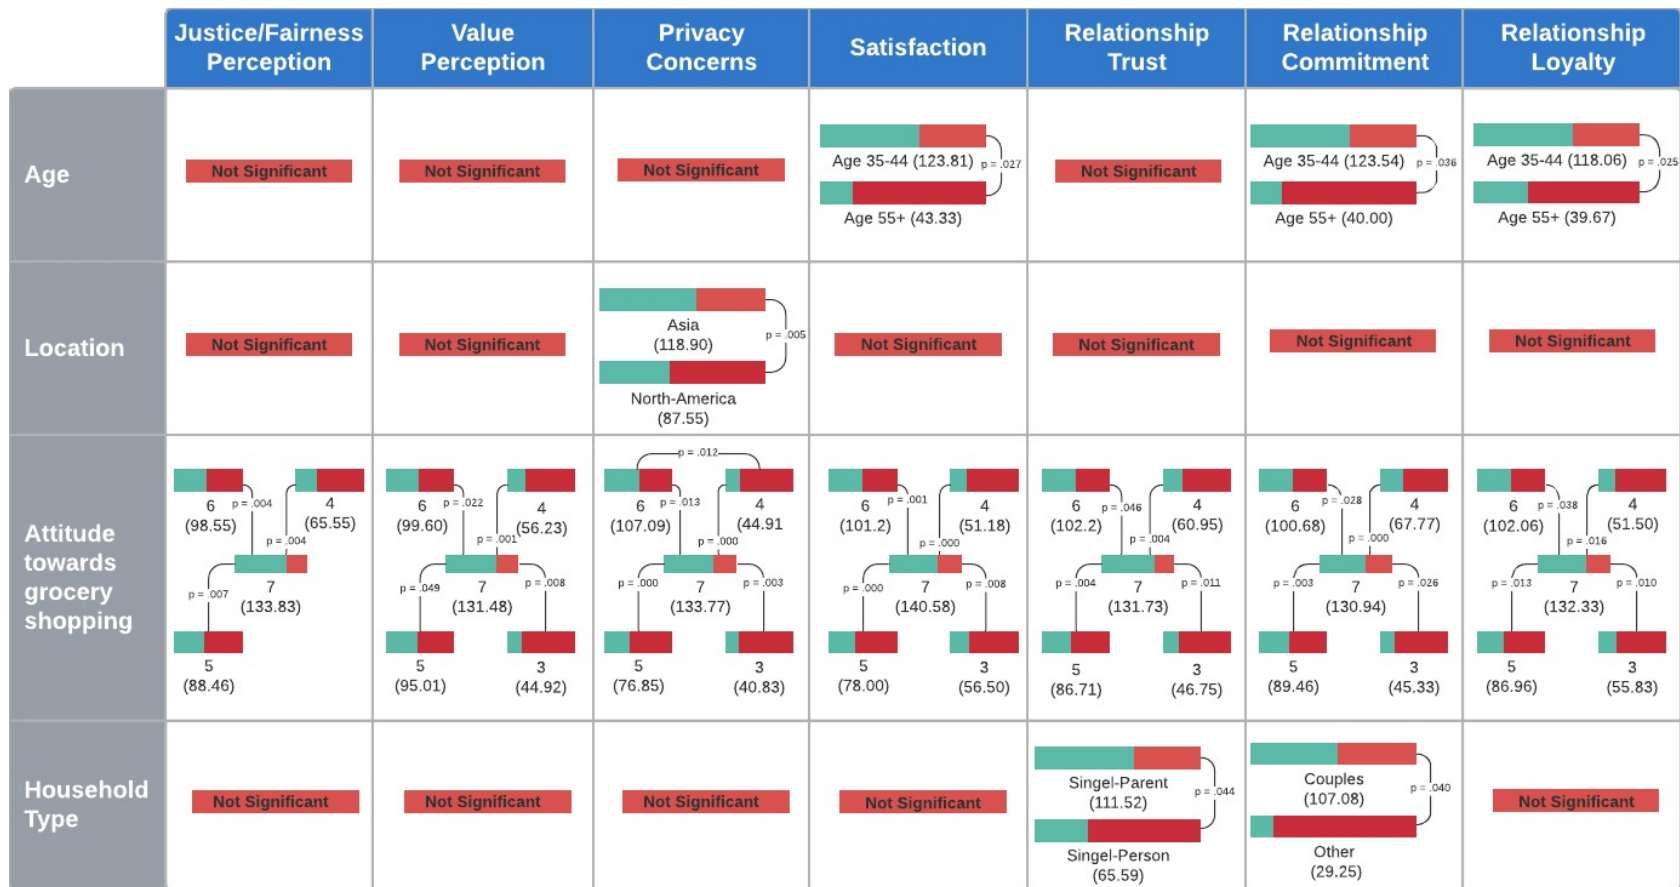 Justice/Fairness Perception
Value Perception
Privacy Concerns
Satisfaction
Relationship Trust
Relationship Commitment
Relationship Loyalty
Age
Not Significant
Not Significant
Not Significant
Age 35-44 (123.81)
p = .027
Age 55+ (43.33)
Not Significant
Age 35-44 (123.54)
p = .036
Age 55+ (40.00)
Age 35-44 (118.06)
p = .025
Age 55+ (39.67)
Location
Not Significant
Not Significant
Asia
(118.90)
p = .005
North-America
(87.55)
Not Significant
Not Significant
Not Significant
Not Significant
Attitude
towards
grocery
shopping
6
(98.55)
p = .004
4
(65.55)
p = .004
7
(133.83)
p = .007
5
(88.46)
6
(99.60)
p = .022
4
(56.23)
p = .001
7
(131.48)
p = .049
p = .008
5
(95.01)
3
(44.92)
p = .012
6
(107.09)
p = .013
4
(44.91
p = .000
7
(133.77)
p = .000
p = .003
5
(76.85)
3
(40.83)
6
(101.2)
p = .001
4
(51.18)
p = .000
7
(140.58)
p = .000
p = .008
5
(78.00)
3
(56.50)
6
(102.2)
p = .046
4
(60.95)
p = .004
7
(131.73)
p = .004
p = .011
5
(86.71)
3
(46.75)
6
(100.68)
p = .028
4
(67.77)
p = .000
7
(130.94)
p = .003
p = .026
5
(89.46)
3
(45.33)
6
(102.06)
p = .038
4
(51.50)
p = .016
7
(132.33)
p = .013
p = .010
5
(86.96)
3
(55.83)
Household
Type
Not Significant
Not Significant
Not Significant
Not Significant
Singel-Parent
(111.52)
p = .044
Singel-Person
(65.59)
Couples
(107.08)
p = .040
Other
(29.25)
Not Significant